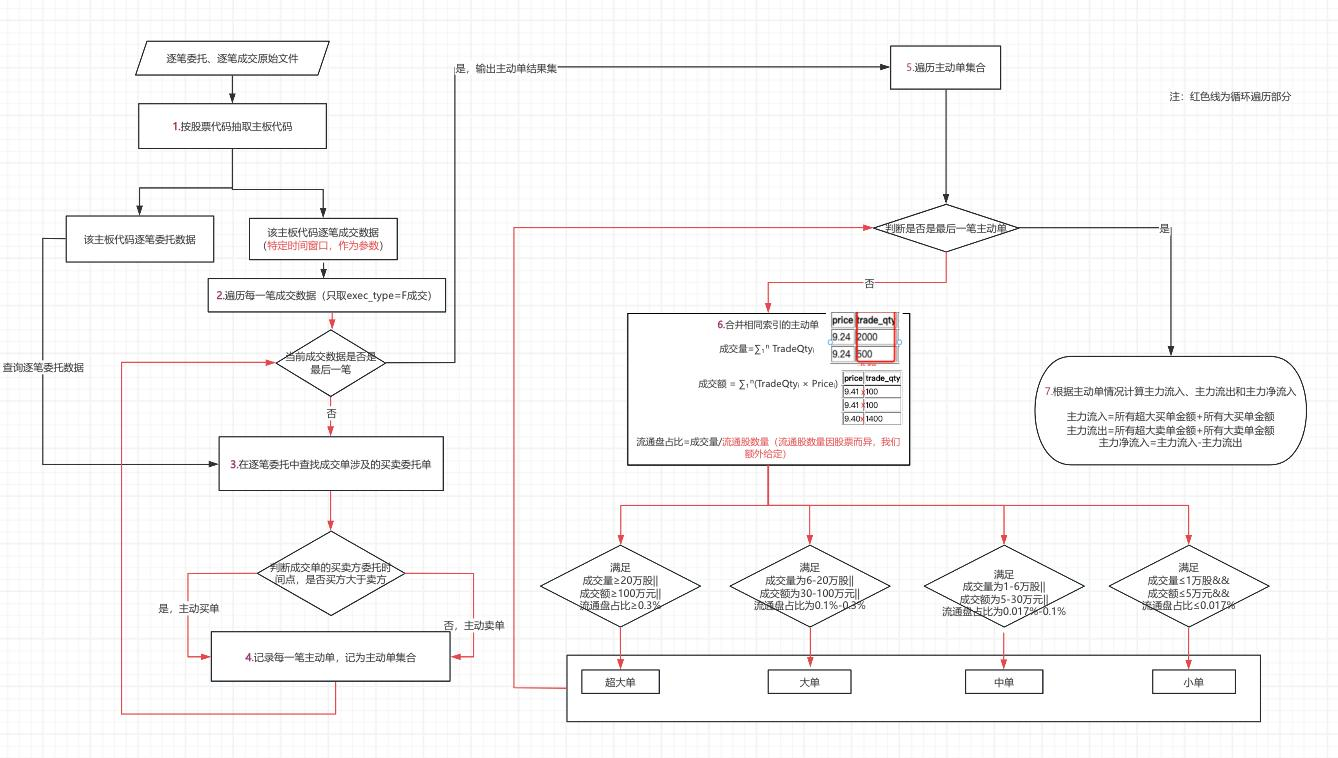 逐笔委托、逐笔成交原始文件
1.按股票代码抽取主板代码
该主板代码逐笔委托数据
该主板代码逐笔成交数据
(特定时间窗口,作为参数)
2.遍历每一笔成交数据(只取exec_type=F成交)
当前成交数据是否是
最后一笔
是,输出主动单结果集
查询逐笔委托数据
否
3.在逐笔委托中查找成交单涉及的买卖委托单
判断成交单的买卖方委托时
间点,是否买方大于卖方
是,主动买单
否,主动卖单
4.记录每一笔主动单,记为主动单集合
5.遍历主动单集合
注:红色线为循环遍历部分
判断是否是最后一笔主动单
是
否
6.合并相同索引的主动单
price trade_qty
9.24 2000
9.24 500
成交量=∑₁ⁿ TradeQtyᵢ
成交额 = ∑₁ⁿ(TradeQtyᵢ × Priceᵢ)
price trade_qty
9.41 x100
9.41 x100
9.40x1400
流通盘占比=成交量/流通股数量(流通股数量因股票而异,我们
额外给定)
7.根据主动单情况计算主力流入、主力流出和主力净流入
主力流入=所有超大买单金额+所有大买单金额
主力流出=所有超大卖单金额+所有大卖单金额
主力净流入=主力流入-主力流出
满足
成交量≥20万股||
成交额≥100万元||
流通盘占比≥0.3%
满足
成交量为6-20万股||
成交额为30-100万元||
流通盘占比为0.1%-0.3%
满足
成交量为1-6万股||
成交额为5-30万元||
流通盘占比为0.017%-0.1%
满足
成交量≤1万股&&
成交额≤5万元&&
流通盘占比≤0.017%
超大单
大单
中单
小单